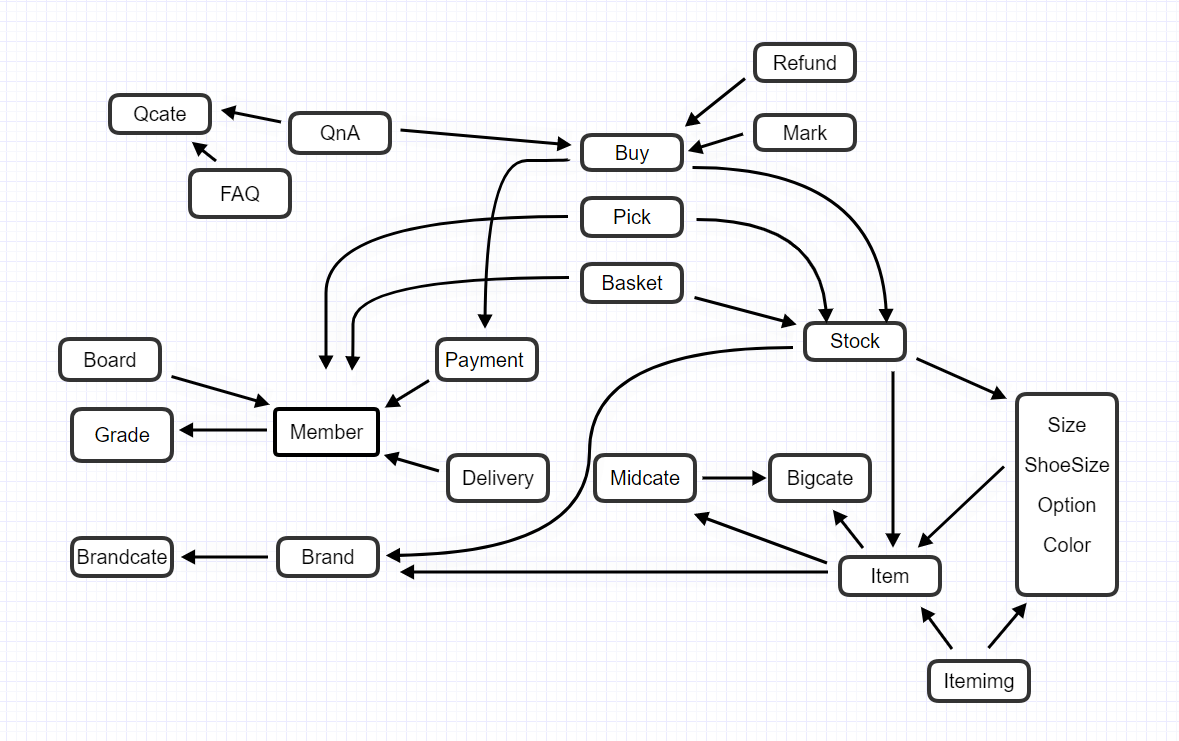 Refund
Qcate
QnA
Mark
Buy
FAQ
Pick
Basket
Stock
Board
Payment
Member
Grade
Size
ShoeSize
Option
Color
Delivery
Midcate
Bigcate
Brandcate
Brand
Item
Itemimg